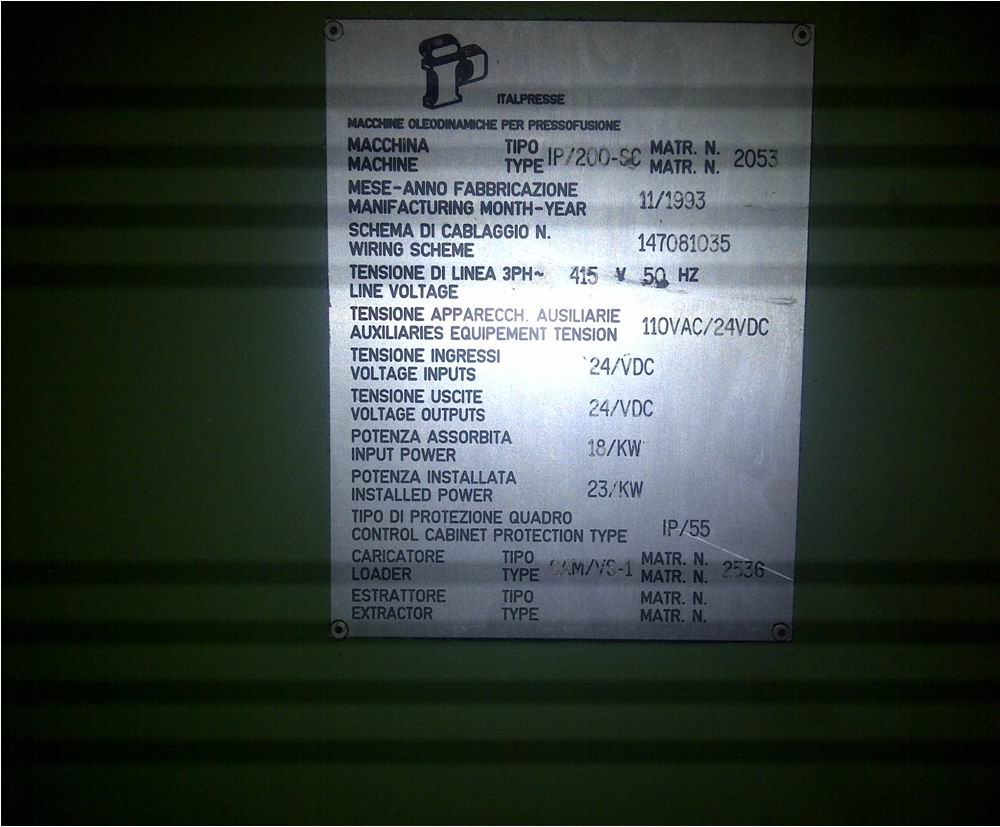 ITALPRESSE
MACCHINE OLEODINAMICHE PER PRESSOFUSIONE
MACCHINA TIPO MATR. N.
MACHINE TYPE IP/200-SC MATR. N. 2053
MESE-ANNO FABBRICAZIONE
MANIFACTURING MONTH-YEAR 11/1993
SCHEMA DI CABLAGGIO N.
WIRING SCHEME 147081035
TENSIONE DI LINEA 3PH~ 415 V 50 HZ
LINE VOLTAGE
TENSIONE APPARECCH. AUSILIARIE
AUXILIARIES EQUIPEMENT TENSION 110VAC/24VDC
TENSIONE INGRESSI
VOLTAGE INPUTS 24/VDC
TENSIONE USCITE
VOLTAGE OUTPUTS 24/VDC
POTENZA ASSORBITA
INPUT POWER 18/KW
POTENZA INSTALLATA
INSTALLED POWER 23/KW
TIPO DI PROTEZIONE QUADRO
CONTROL CABINET PROTECTION TYPE IP/55
CARICATORE TIPO MATR. N.
LOADER TYPE MATR. N. 2536
ESTRATTORE TIPO MATR. N.
EXTRACTOR TYPE MATR. N.